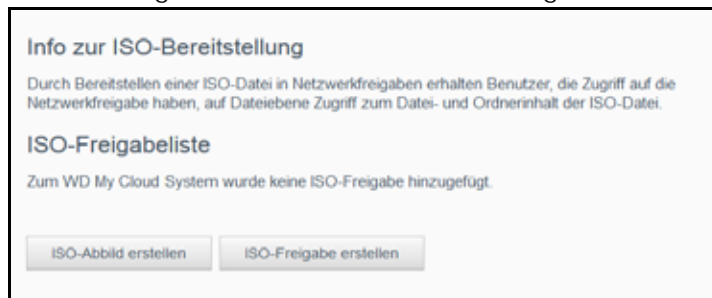 Info zur ISO-Bereitstellung
Durch Bereitstellen einer ISO-Datei in Netzwerkfreigaben erhalten Benutzer, die Zugriff auf die
Netzwerkfreigabe haben, auf Dateiebene Zugriff zum Datei- und Ordnerinhalt der ISO-Datei.
ISO-Freigabeliste
Zum WD My Cloud System wurde keine ISO-Freigabe hinzugefügt.
ISO-Abbild erstellen ISO-Freigabe erstellen